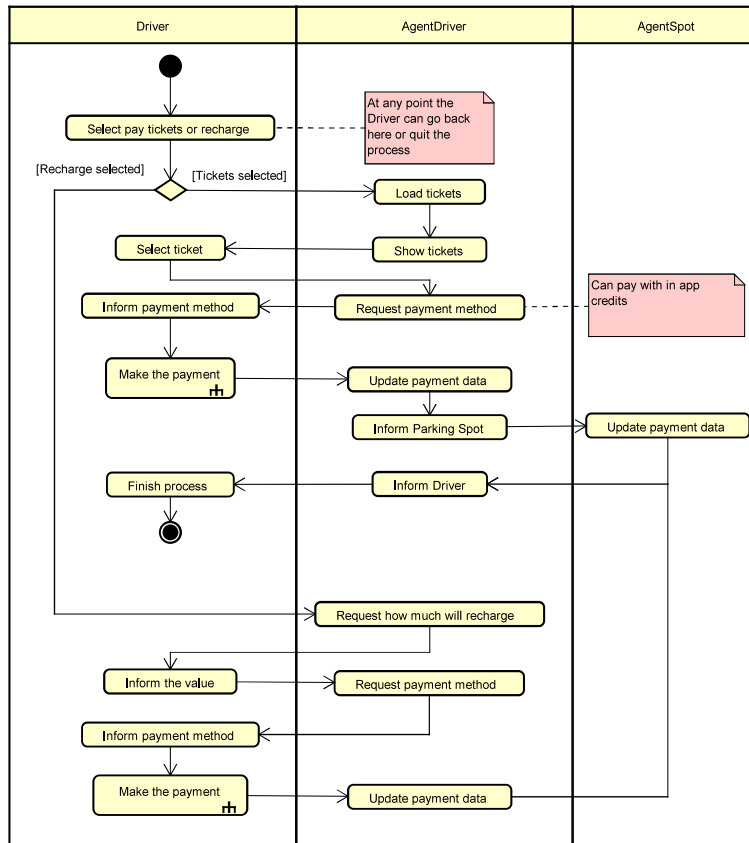 Driver
AgentDriver
AgentSpot
At any point the
Driver can go back
here or quit the
process
Select pay tickets or recharge
[Recharge selected]
[Tickets selected]
Load tickets
Select ticket
Show tickets
Can pay with in app
credits
Inform payment method
Request payment method
Make the payment
Update payment data
Inform Parking Spot
Update payment data
Finish process
Inform Driver
Request how much will recharge
Inform the value
Request payment method
Inform payment method
Make the payment
Update payment data